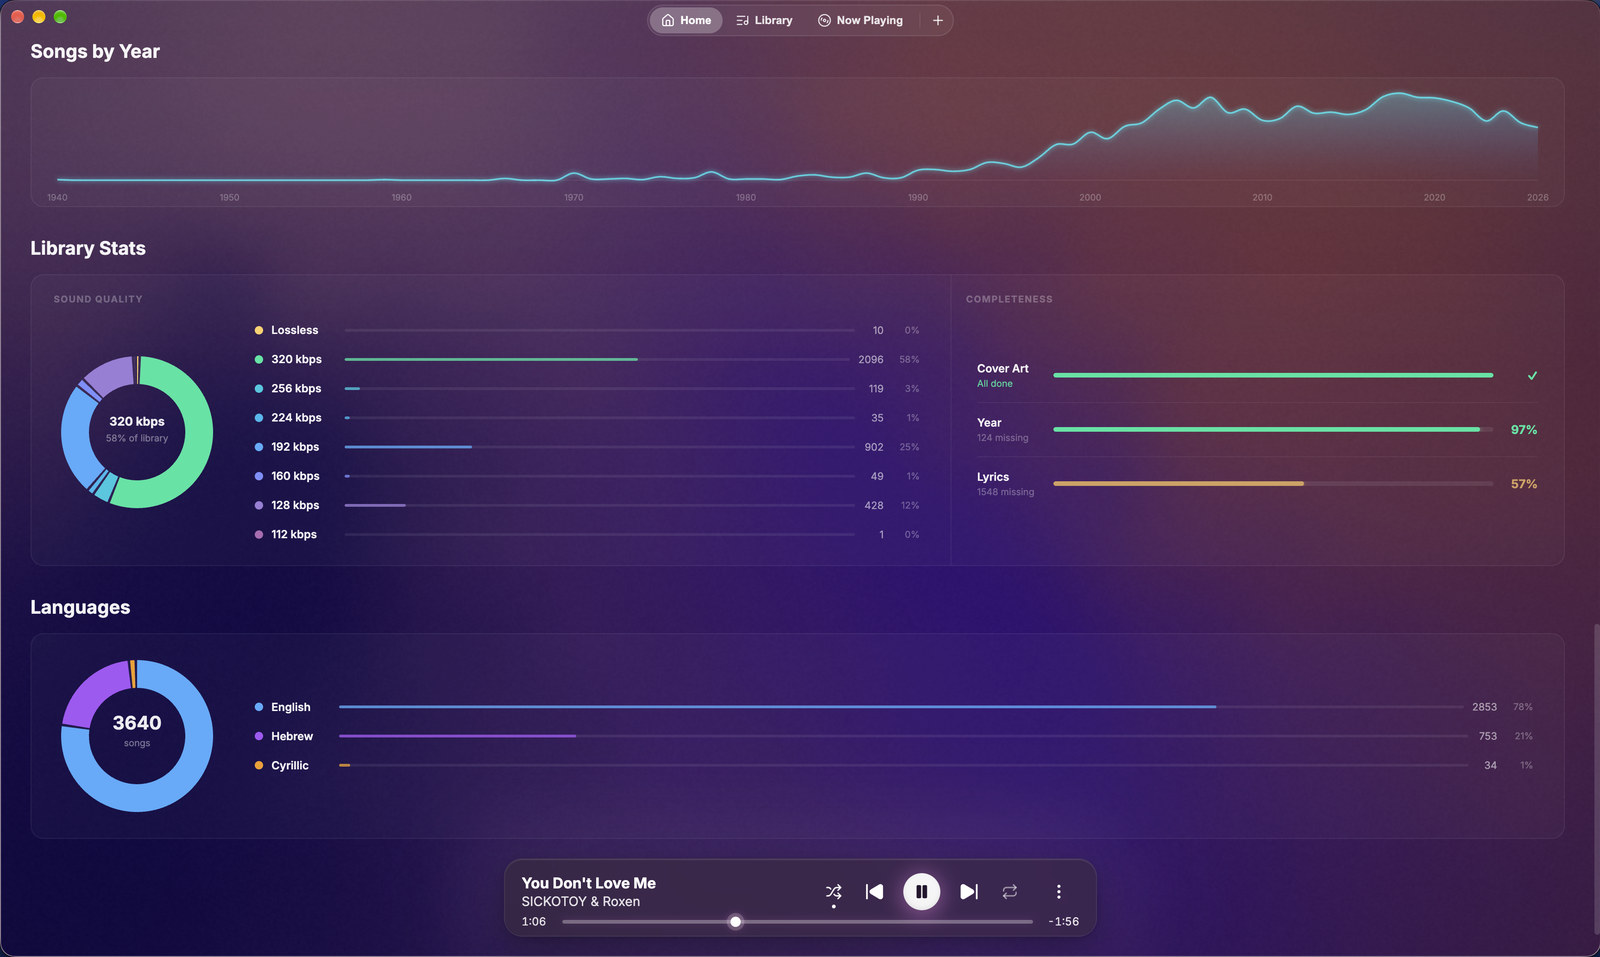 Home
Library
Now Playing
+
Songs by Year
1940 1950 1960 1970 1980 1990 2000 2010 2020 2026
Library Stats
SOUND QUALITY
320 kbps
58% of library
Lossless 10 0%
320 kbps 2096 58%
256 kbps 119 3%
224 kbps 35 1%
192 kbps 902 25%
160 kbps 49 1%
128 kbps 428 12%
112 kbps 1 0%
COMPLETENESS
Cover Art
All done
Year 97%
124 missing
Lyrics 57%
1548 missing
Languages
3640
songs
English 2853 78%
Hebrew 753 21%
Cyrillic 34 1%
You Don't Love Me
SICKOTOY & Roxen
1:06 -1:56